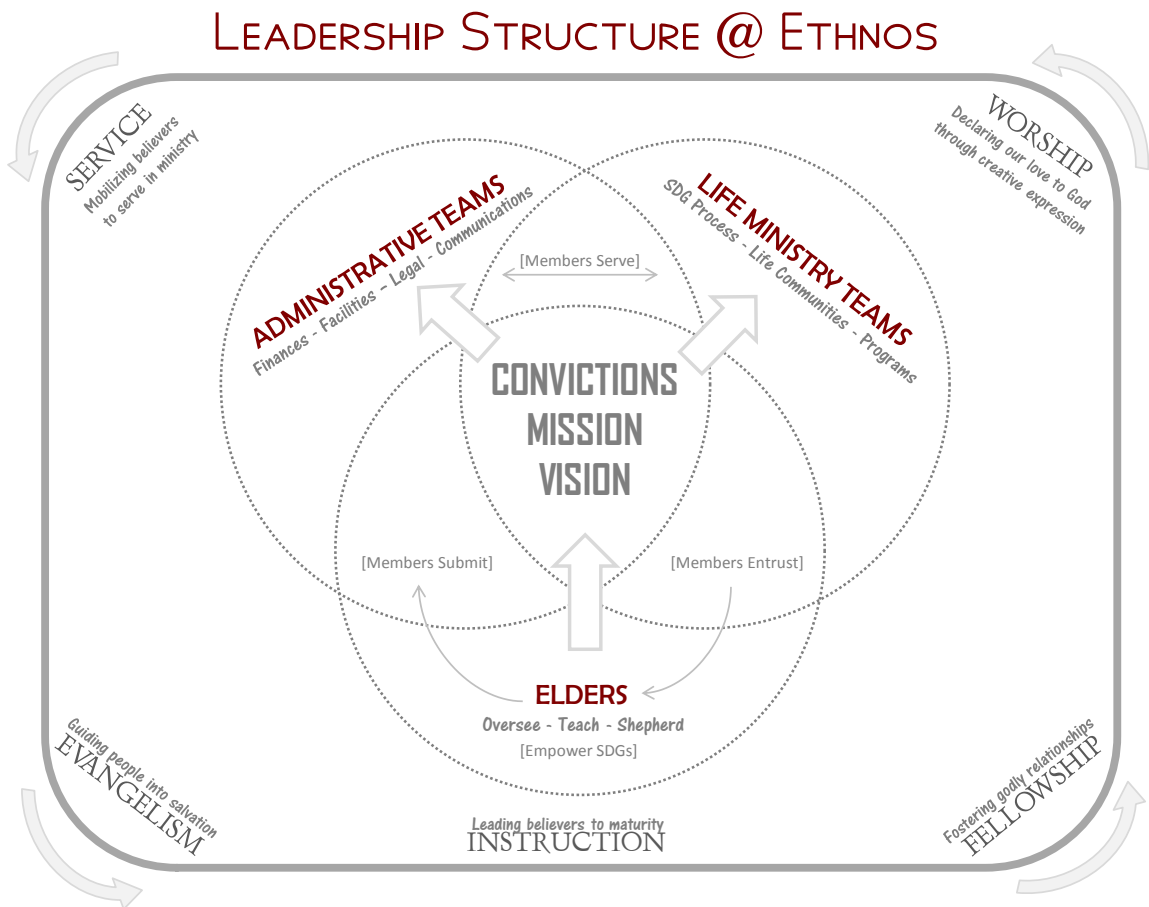 LEADERSHIP STRUCTURE @ ETHNOS
SERVICE
Mobilizing believers
to serve in ministry
WORSHIP
Declaring our love to God
through creative expression
ADMINISTRATIVE TEAMS
Finances - Facilities – Legal - Communications
LIFE MINISTRY TEAMS
SDG Process - Life Communities - Programs
[Members Serve]
CONVICTIONS
MISSION
VISION
[Members Submit]
[Members Entrust]
ELDERS
Oversee - Teach - Shepherd
[Empower SDGs]
Guiding people into salvation
EVANGELISM
Leading believers to maturity
INSTRUCTION
Fostering godly relationships
FELLOWSHIP